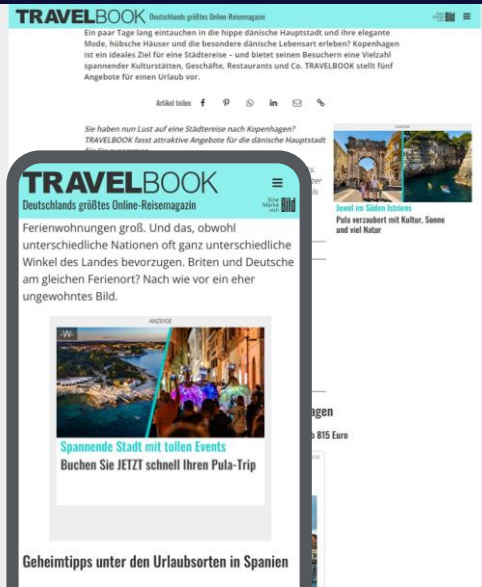 TRAVELBOOK Deutschlands größtes Online-Reisemagazin
Bild
Ein paar Tage lang eintauchen in die hippe dänische Hauptstadt und ihre elegante
Mode, hübsche Häuser und die besondere dänische Lebensart erleben? Kopenhagen
ist ein ideales Ziel für eine Städtereise – und bietet seinen Besuchern eine Vielzahl
spannender Kulturstätten, Geschäfte, Restaurants und Co. TRAVELBOOK stellt fünf
Angebote für einen Urlaub vor.
Artikel teilen
Sie haben nun Lust auf eine Städtereise nach Kopenhagen?
TRAVELBOOK fasst attraktive Angebote für die dänische Hauptstadt
ANZEIGE
Juwel im Süden Istriens
Pula verzaubert mit Kultur, Sonne
und viel Natur
815 Euro
TRAVELBOOK
Deutschlands größtes Online-Reisemagazin
Eine
Marke
von Bild
Ferienwohnungen groß. Und das, obwohl
unterschiedliche Nationen oft ganz unterschiedliche
Winkel des Landes bevorzugen. Briten und Deutsche
am gleichen Ferienort? Nach wie vor ein eher
ungewohntes Bild.
ANZEIGE
-W-
Spannende Stadt mit tollen Events
Buchen Sie JETZT schnell Ihren Pula-Trip
Geheimtipps unter den Urlaubsorten in Spanien